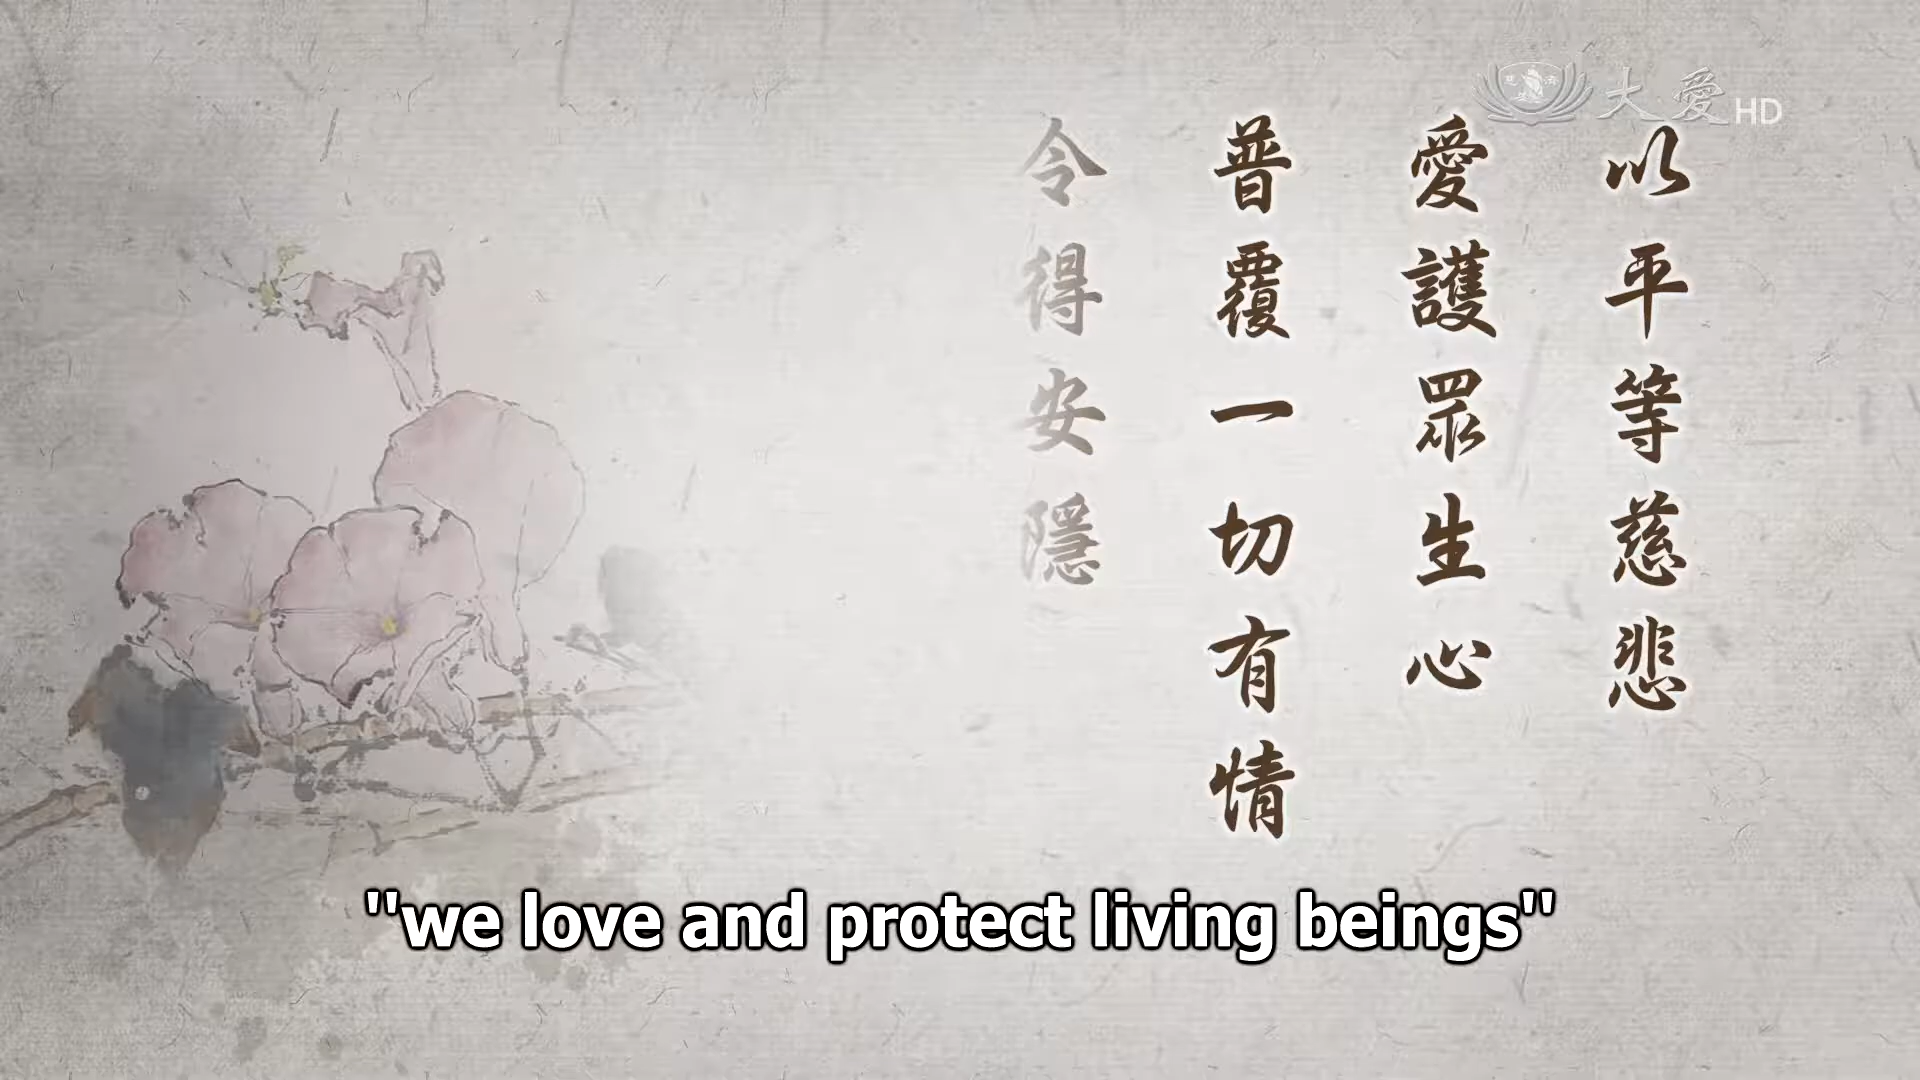 大愛HD
以平等慈悲
愛護眾生心
普覆一切有情
令得安隱
"we love and protect living beings"